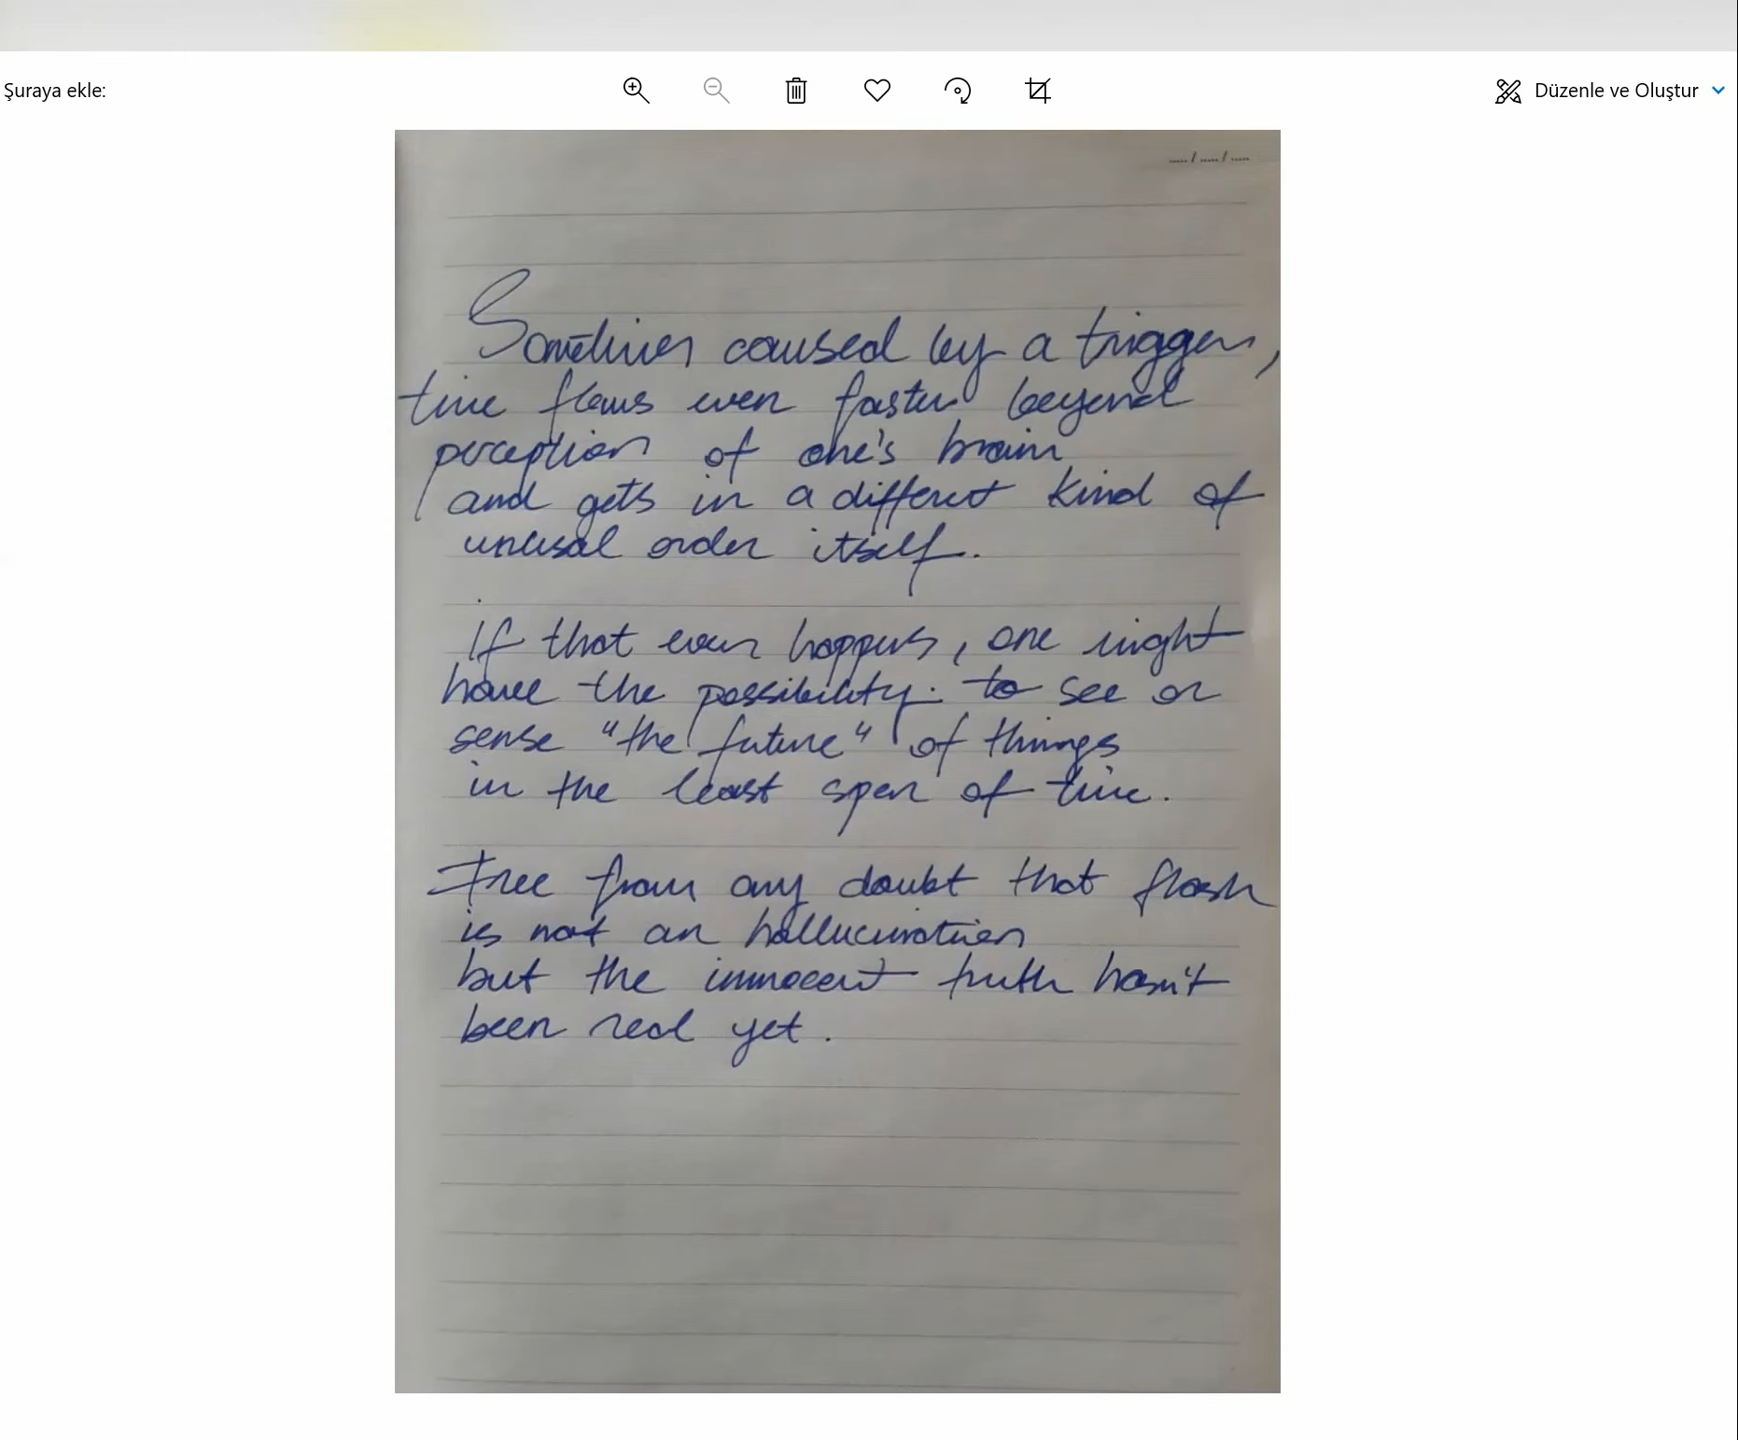 Şuraya ekle:
Düzenle ve Oluştur
..... / ..... / .....
Sometimes caused by a trigger,
time flows even faster beyond
perception of one's brain
and gets in a different kind of
unusal order itself.
If that ever happens, one might
have the possibility to see or
sense "the future" of things
in the least span of time.
Free from any doubt that flash
is not an hallucination
but the innocent truth hasn't
been real yet.